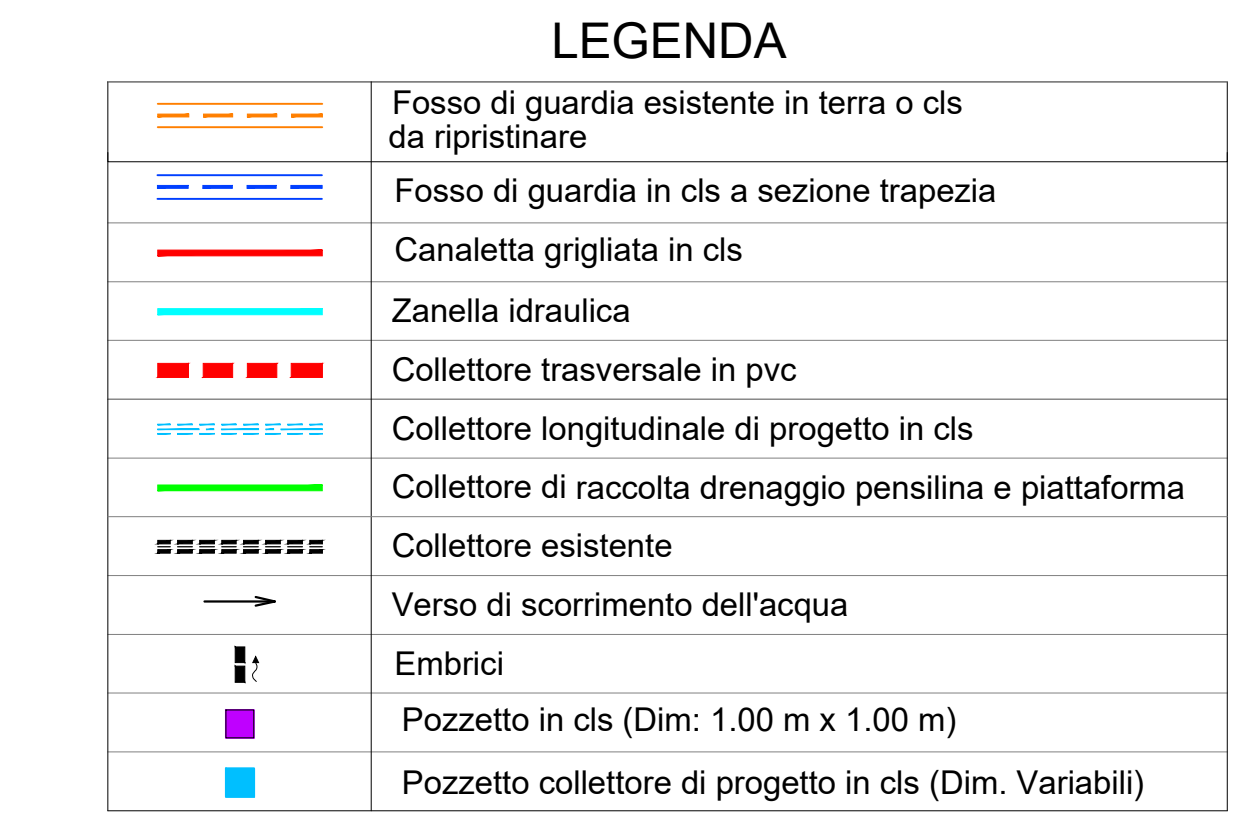 LEGENDA
Fosso di guardia esistente in terra o cls
da ripristinare
Fosso di guardia in cls a sezione trapezia
Canaletta grigliata in cls
Zanella idraulica
Collettore trasversale in pvc
Collettore longitudinale di progetto in cls
Collettore di raccolta drenaggio pensilina e piattaforma
Collettore esistente
Verso di scorrimento dell'acqua
Embrici
Pozzetto in cls (Dim: 1.00 m x 1.00 m)
Pozzetto collettore di progetto in cls (Dim. Variabili)